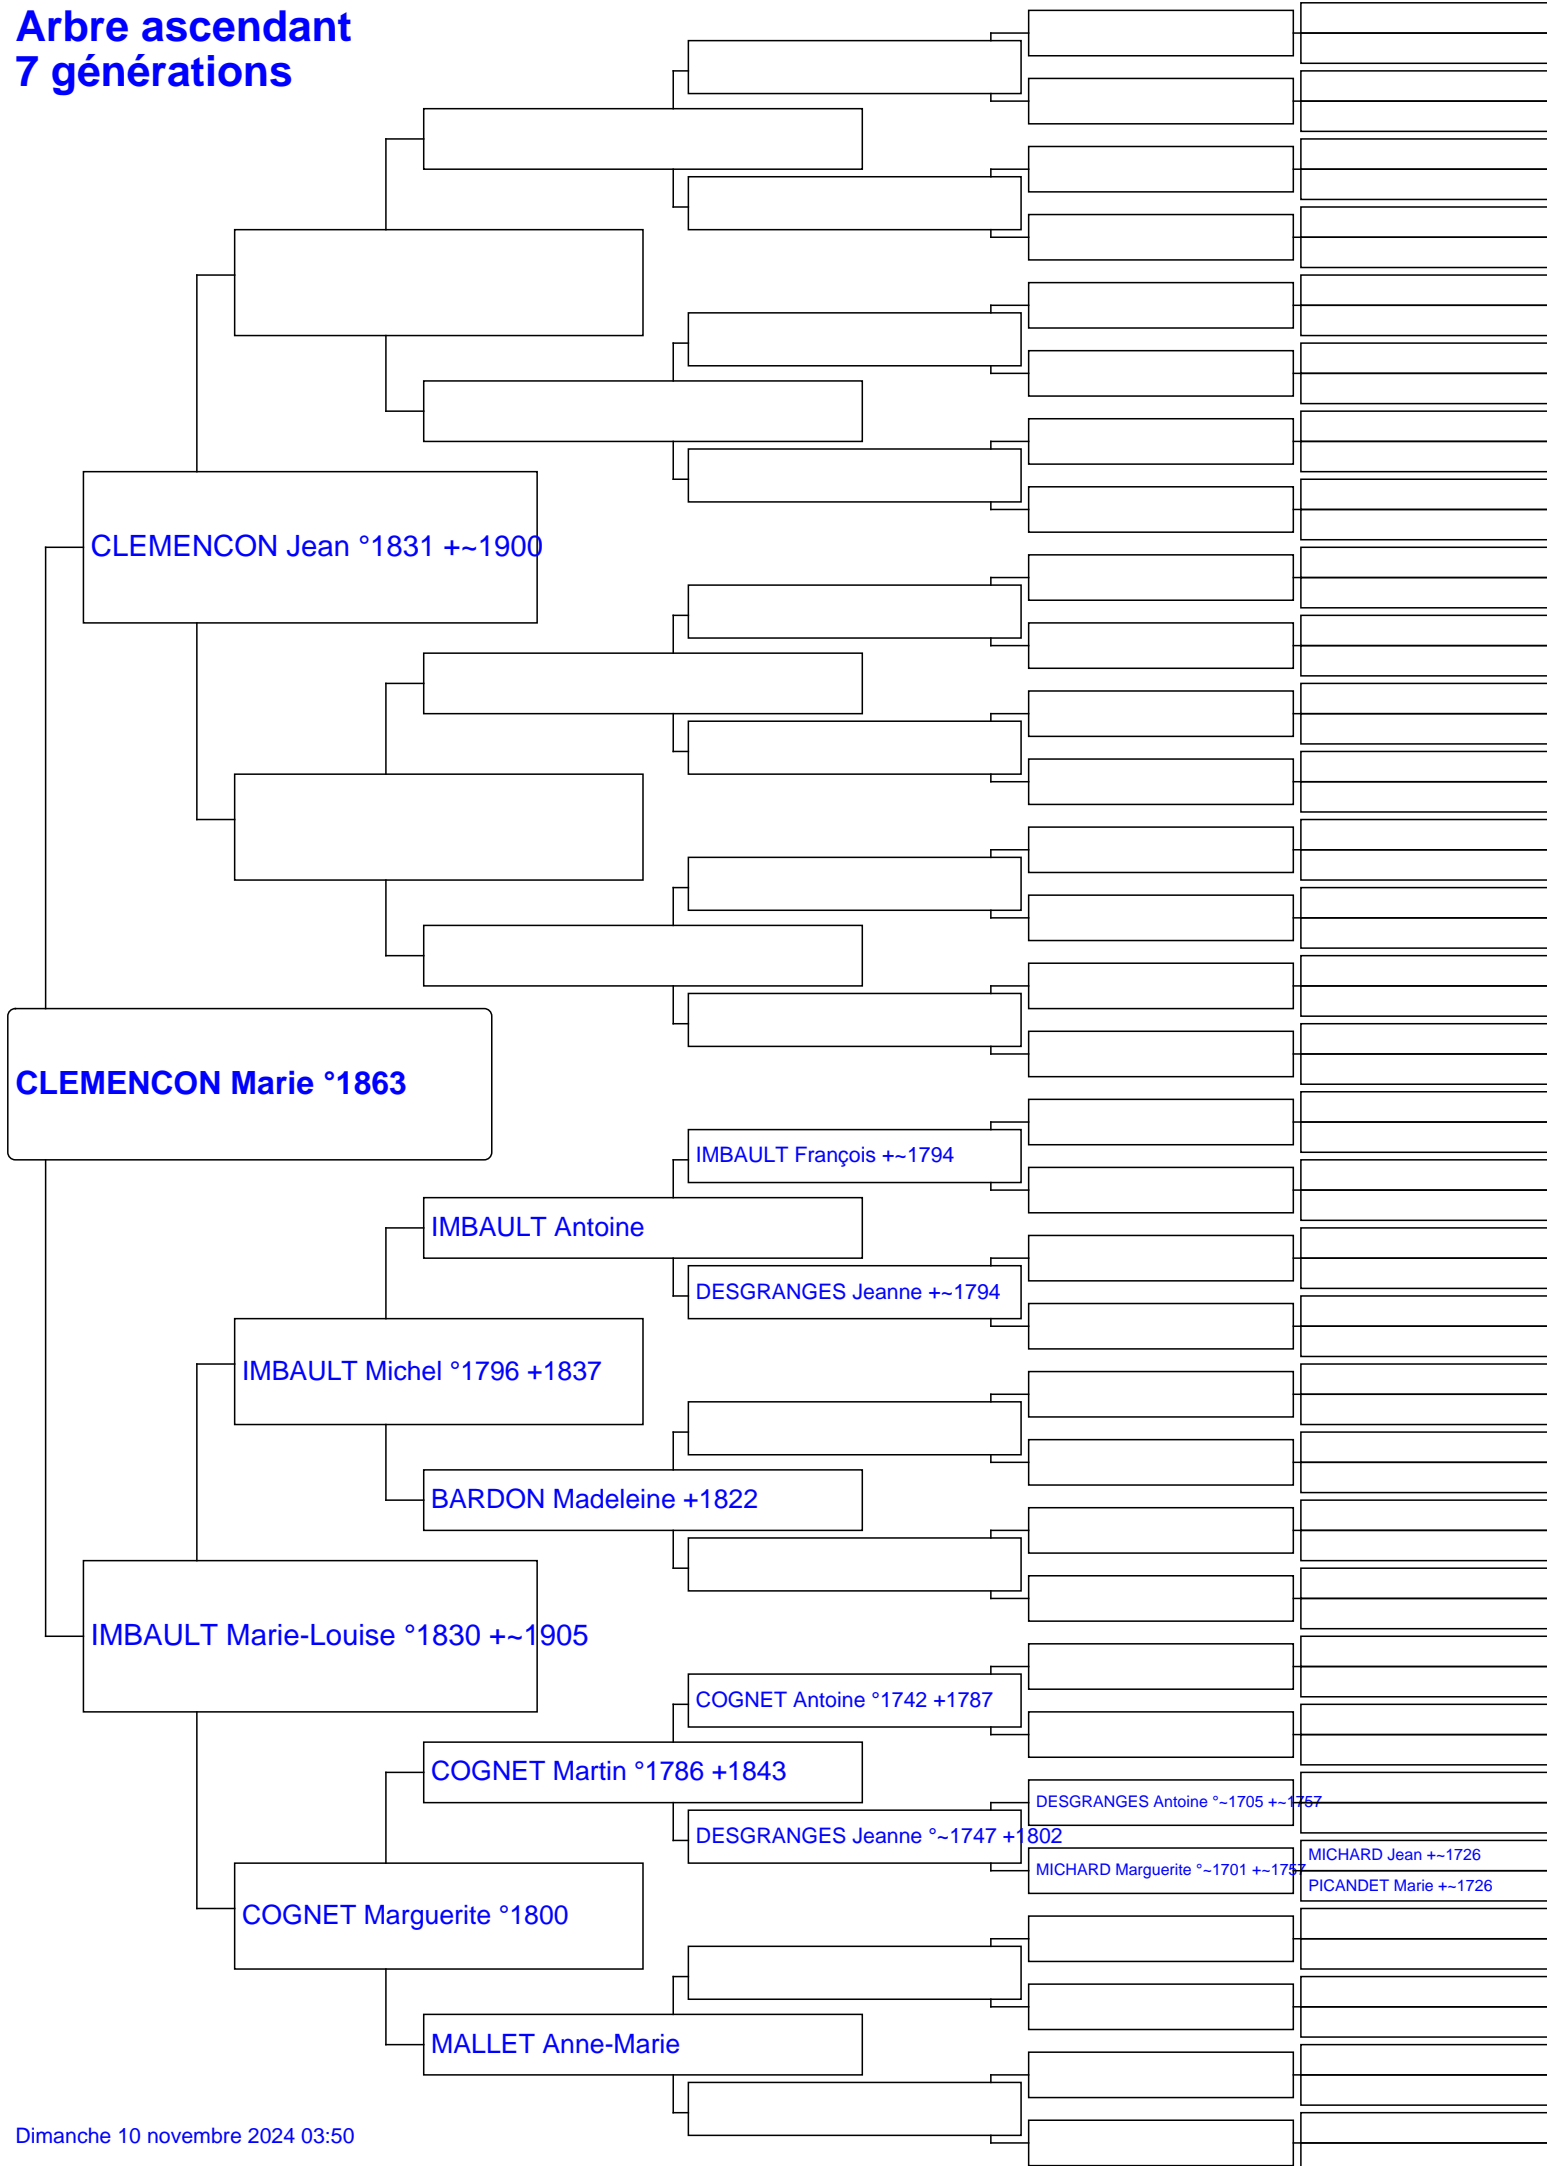 Arbre ascendant
7 générations
CLEMENCON Jean °1831 +~1900
CLEMENCON Marie °1863
IMBAULT François +~1794
IMBAULT Antoine
DESGRANGES Jeanne +~1794
IMBAULT Michel °1796 +1837
BARDON Madeleine +1822
IMBAULT Marie-Louise °1830 +~1905
COGNET Antoine °1742 +1787
COGNET Martin °1786 +1843
DESGRANGES Antoine °~1705 +~1757
DESGRANGES Jeanne °~1747 +1802
MICHARD Jean +~1726
MICHARD Marguerite °~1701 +~1757
PICANDET Marie +~1726
COGNET Marguerite °1800
MALLET Anne-Marie
Dimanche 10 novembre 2024 03:50